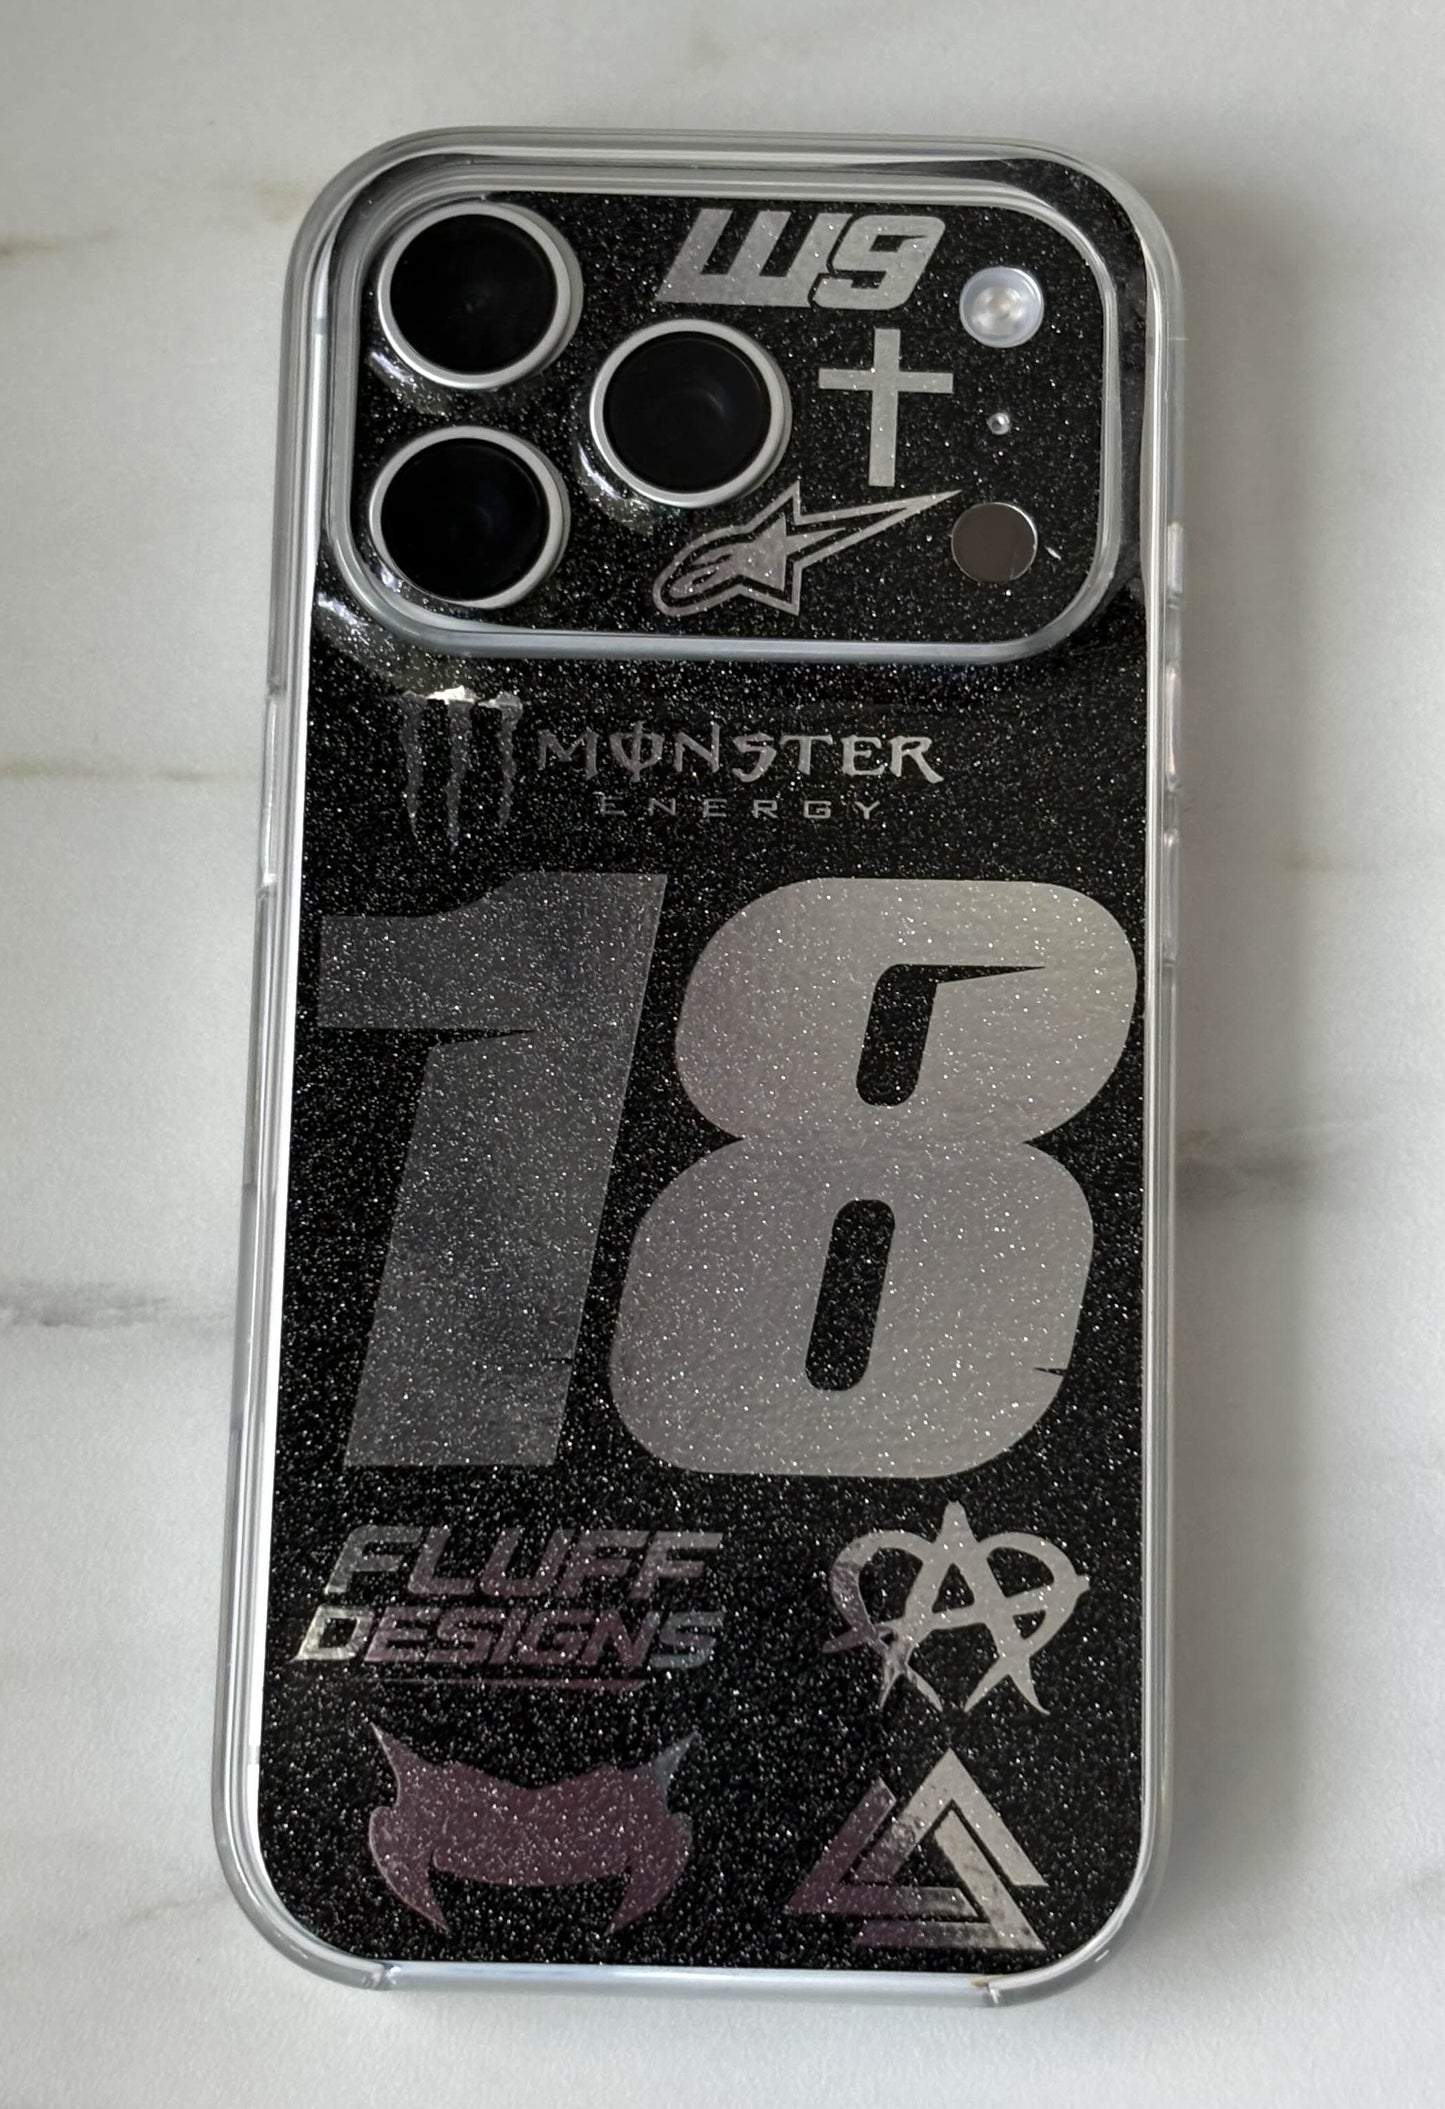 W9
MONSTER
ENERGY
18
FLUFF
DESIGNS